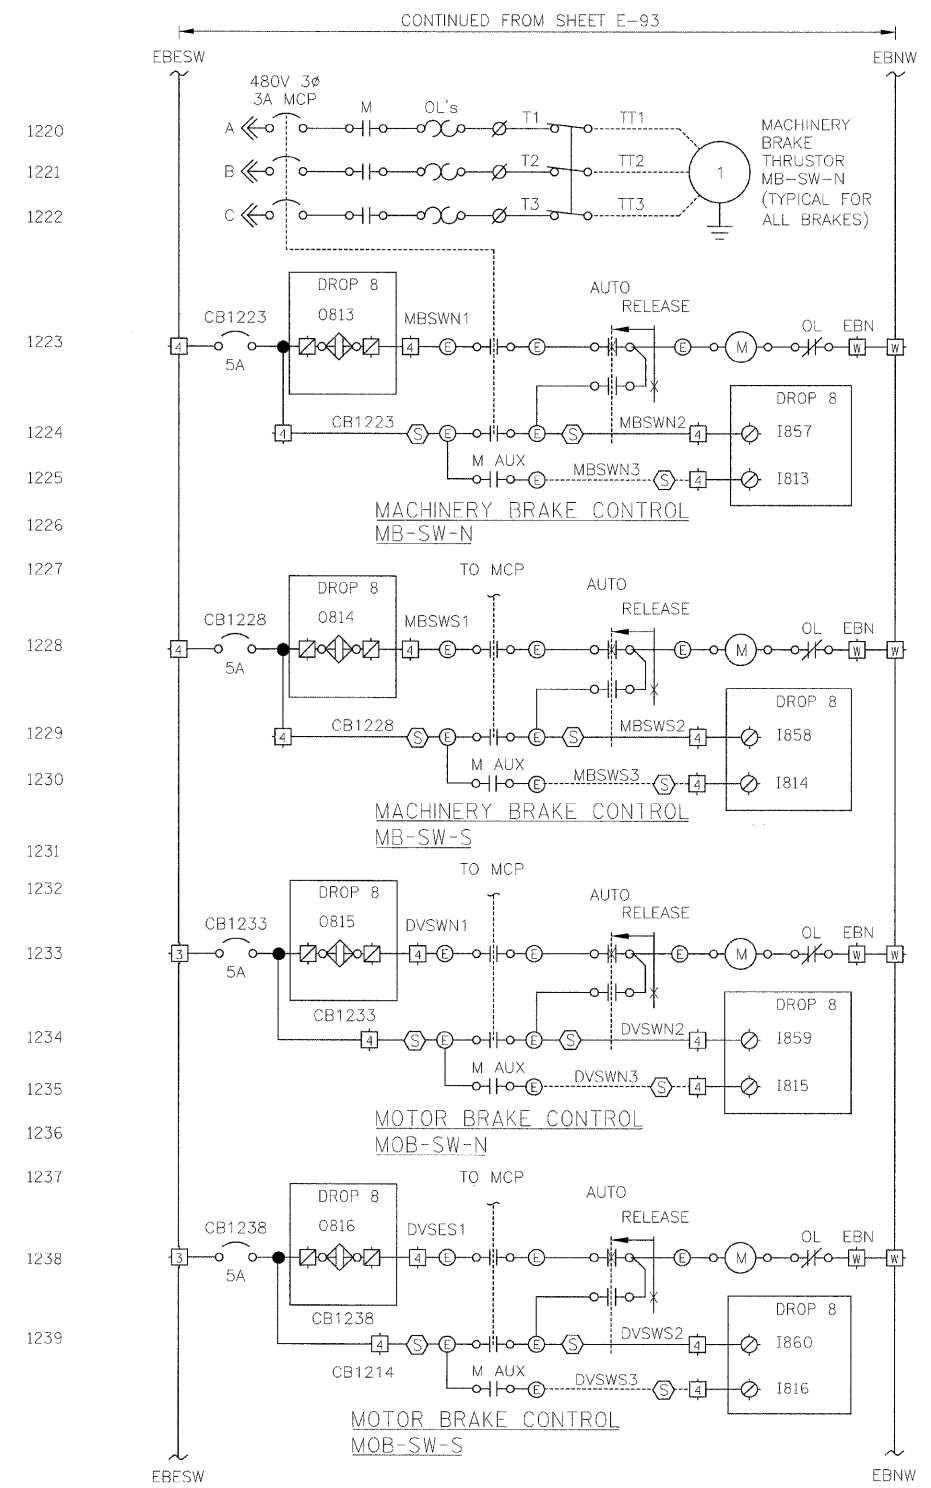 CONTINUED FROM SHEET E-93
EBESW
EBNW
480V 3ø
3A MCP
M
OL's
1220
A
T1
TT1
1221
B
T2
TT2
1222
C
T3
TT3
1
MACHINERY
BRAKE
THRUSTOR
MB-SW-N
(TYPICAL FOR
ALL BRAKES)
DROP 8
AUTO
RELEASE
1223
4
CB1223
5A
O813
MBSWN1
4
E
E
E
M
OL
EBN
W
W
1224
4
CB1223
S
E
E
S
MBSWN2
4
DROP 8
I857
1225
M AUX
E
MBSWN3
S
4
I813
1226
MACHINERY BRAKE CONTROL
MB-SW-N
1227
TO MCP
DROP 8
AUTO
RELEASE
1228
4
CB1228
5A
O814
MBSWS1
4
E
E
E
M
OL
EBN
W
W
1229
4
CB1228
S
E
E
S
MBSWS2
4
DROP 8
I858
1230
M AUX
E
MBSWS3
S
4
I814
MACHINERY BRAKE CONTROL
MB-SW-S
1231
TO MCP
1232
DROP 8
AUTO
RELEASE
1233
3
CB1233
5A
O815
DVSWN1
4
E
E
E
M
OL
EBN
W
W
1234
CB1233
4
S
E
E
S
DVSWN2
4
DROP 8
I859
1235
M AUX
E
DVSWN3
S
4
I815
1236
MOTOR BRAKE CONTROL
MOB-SW-N
1237
TO MCP
DROP 8
AUTO
RELEASE
1238
3
CB1238
5A
O816
DVSES1
4
E
E
E
M
OL
EBN
W
W
1239
CB1238
4
S
E
E
S
DVSWS2
4
DROP 8
I860
CB1214
M AUX
E
DVSWS3
S
4
I816
MOTOR BRAKE CONTROL
MOB-SW-S
EBESW
EBNW